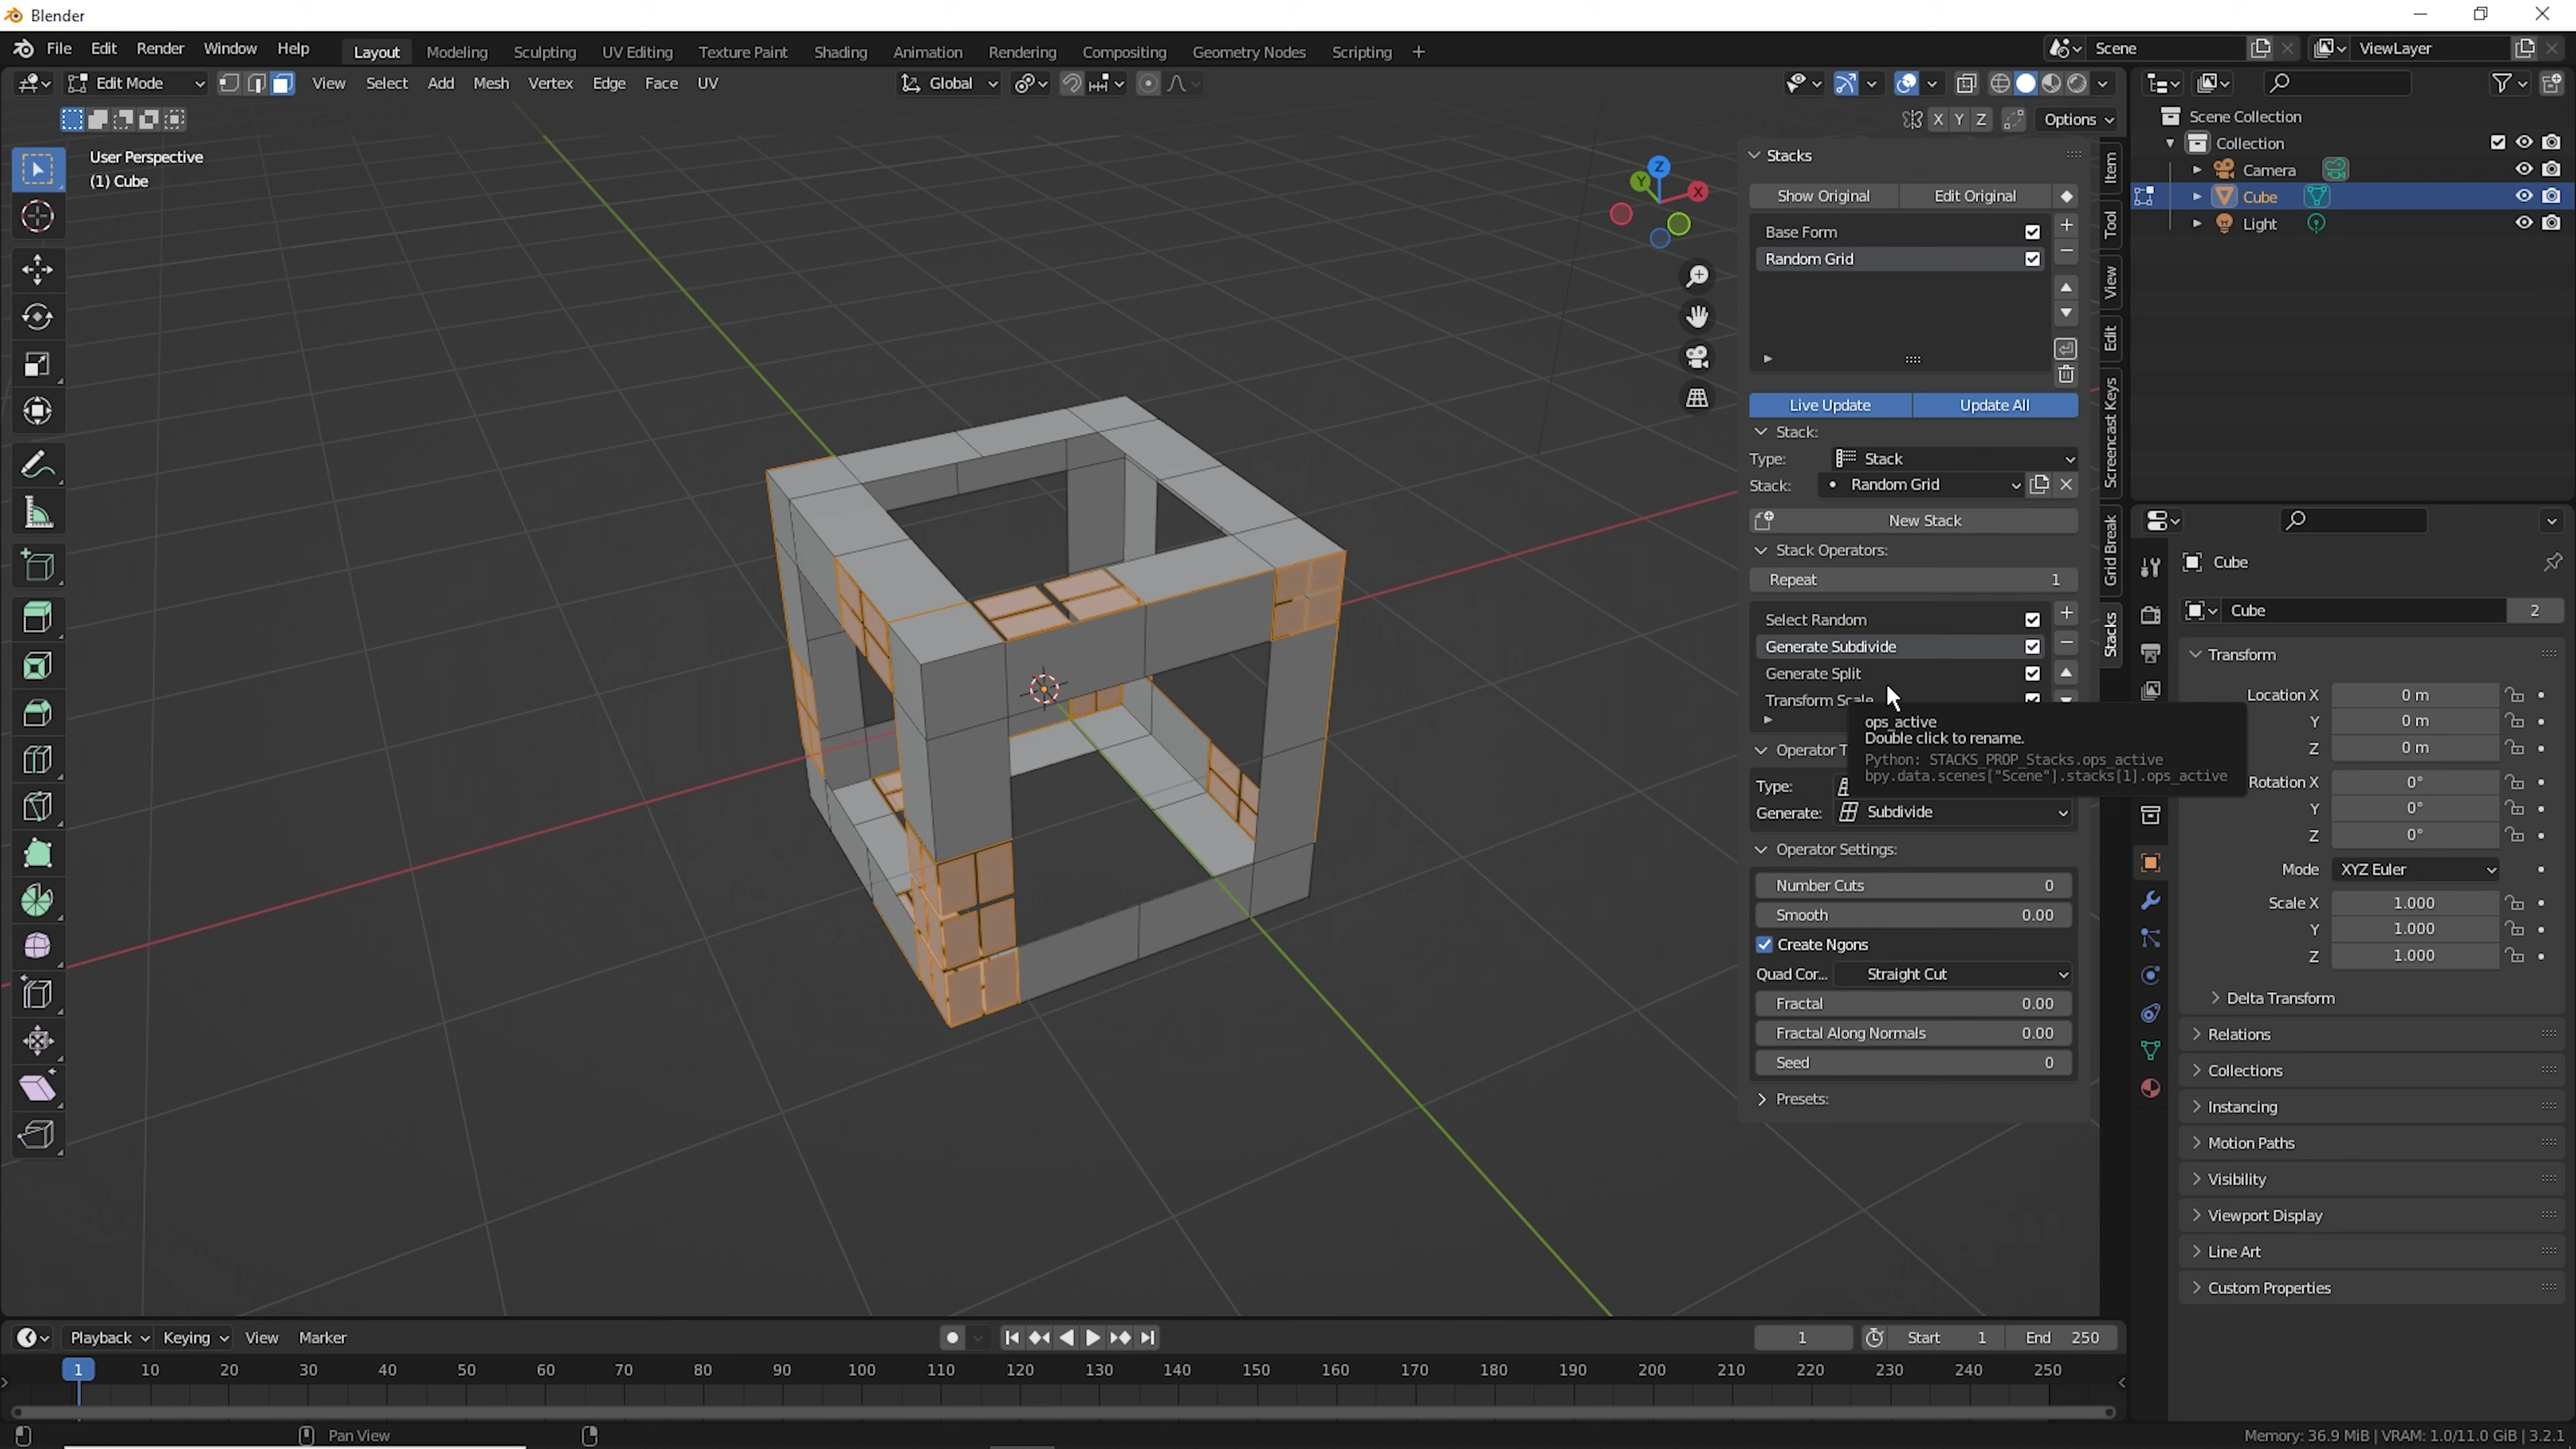 Blender
File Edit Render Window Help Layout Modeling Sculpting UV Editing Texture Paint Shading Animation Rendering Compositing Geometry Nodes Scripting +
Scene
ViewLayer
Edit Mode View Select Add Mesh Vertex Edge Face UV
Global
X Y Z Options
User Perspective
(1) Cube
Z
Y
X
Stacks
Show Original Edit Original
Base Form
Random Grid
Live Update Update All
Stack:
Type: Stack
Stack: Random Grid
New Stack
Stack Operators:
Repeat 1
Select Random
Generate Subdivide
Generate Split
Transform Scale
ops_active
Double click to rename.
Python: STACKS_PROP_Stacks.ops_active
bpy.data.scenes["Scene"].stacks[1].ops_active
Operator T
Type:
Generate: Subdivide
Operator Settings:
Number Cuts 0
Smooth 0.00
Create Ngons
Quad Cor... Straight Cut
Fractal 0.00
Fractal Along Normals 0.00
Seed 0
Presets:
Item
Tool
View
Edit
Screencast Keys
Grid Break
Stacks
Scene Collection
Collection
Camera
Cube
Light
Cube
Cube 2
Transform
Location X 0 m
Y 0 m
Z 0 m
Rotation X 0°
Y 0°
Z 0°
Mode XYZ Euler
Scale X 1.000
Y 1.000
Z 1.000
Delta Transform
Relations
Collections
Instancing
Motion Paths
Visibility
Viewport Display
Line Art
Custom Properties
Playback Keying View Marker
1 Start 1 End 250
1 10 20 30 40 50 60 70 80 90 100 110 120 130 140 150 160 170 180 190 200 210 220 230 240 250
Pan View
Memory: 36.9 MiB | VRAM: 1.0/11.0 GiB | 3.2.1